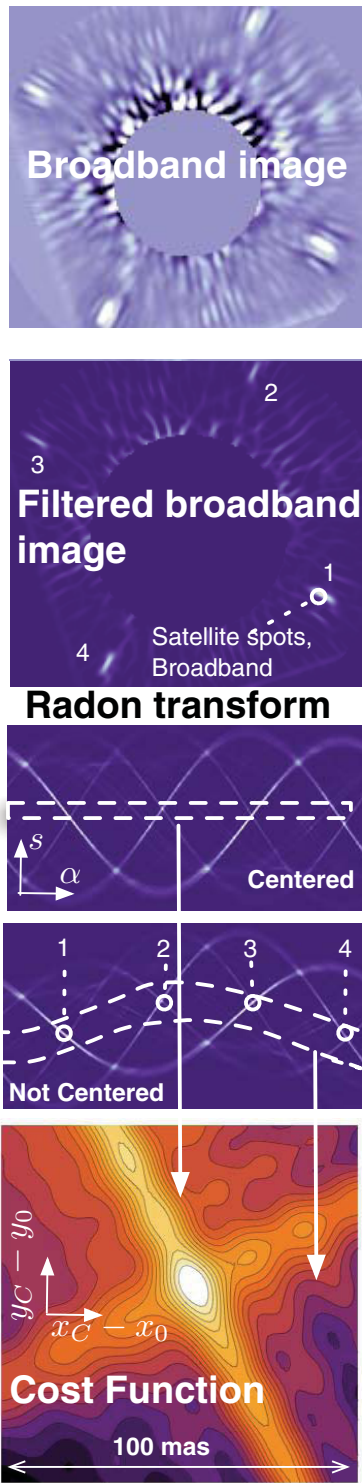 Broadband image
2
3
Filtered broadband
image
1
Satellite spots,
Broadband
4
Radon transform
s
α
Centered
1 2 3 4
Not Centered
y_C − y_0
x_C − x_0
Cost Function
100 mas